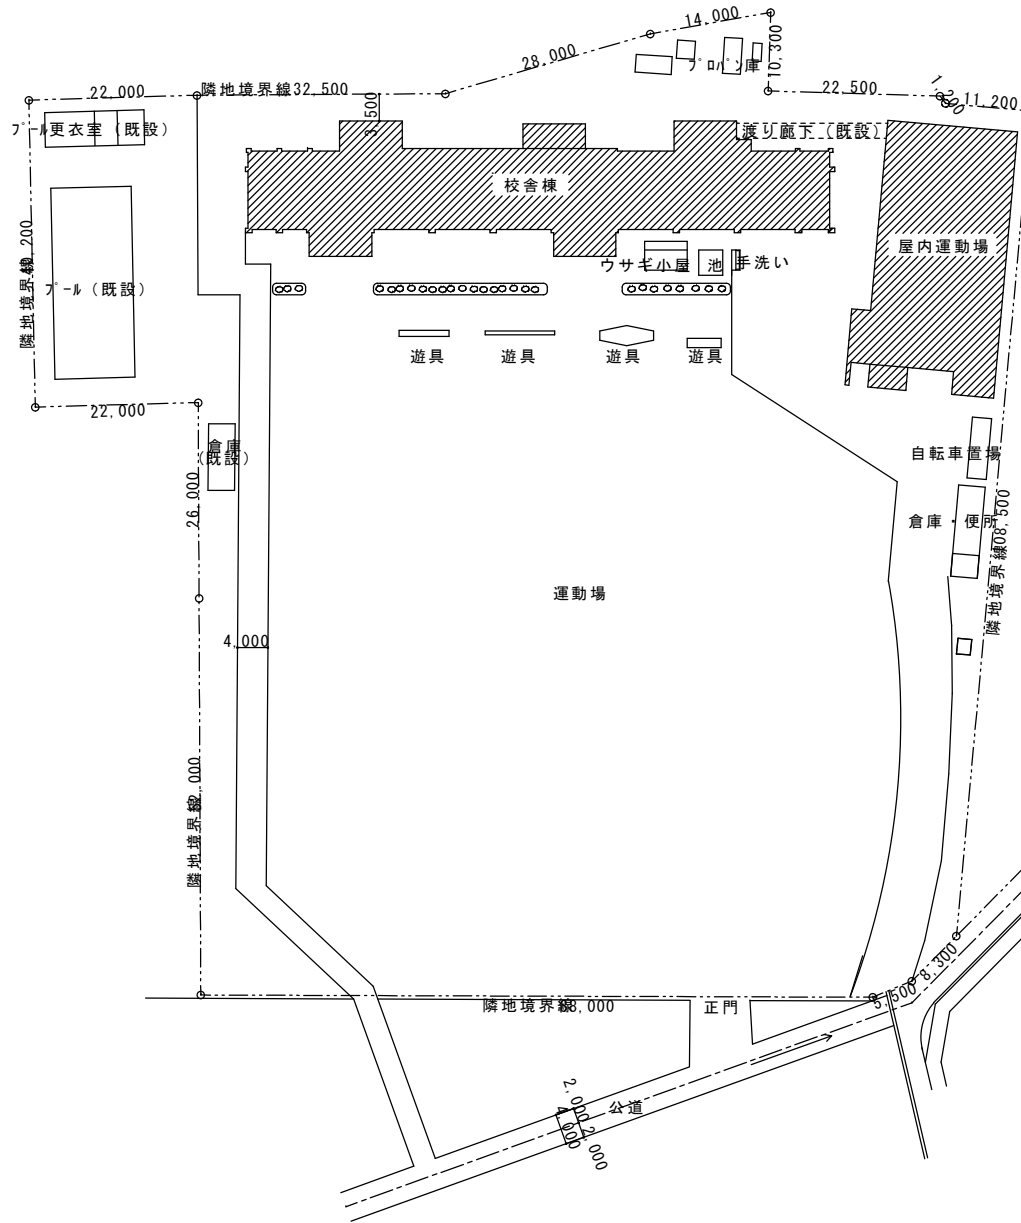 14,000
28,000
10,300
プロパン庫
22,000
隣地境界線32,500
3,500
22,500
1,200
11,200
プール更衣室(既設)
渡り廊下(既設)
校舎棟
屋内運動場
隣地境界線
プール(既設)
ウサギ小屋
池
手洗い
遊具
遊具
遊具
遊具
22,000
倉庫
(既設)
26,000
自転車置場
倉庫・便所
隣地境界線
08,500
運動場
4,000
隣地境界線
隣地境界線
正門
5,500
8,300
公道
2,000
4,000
2,000